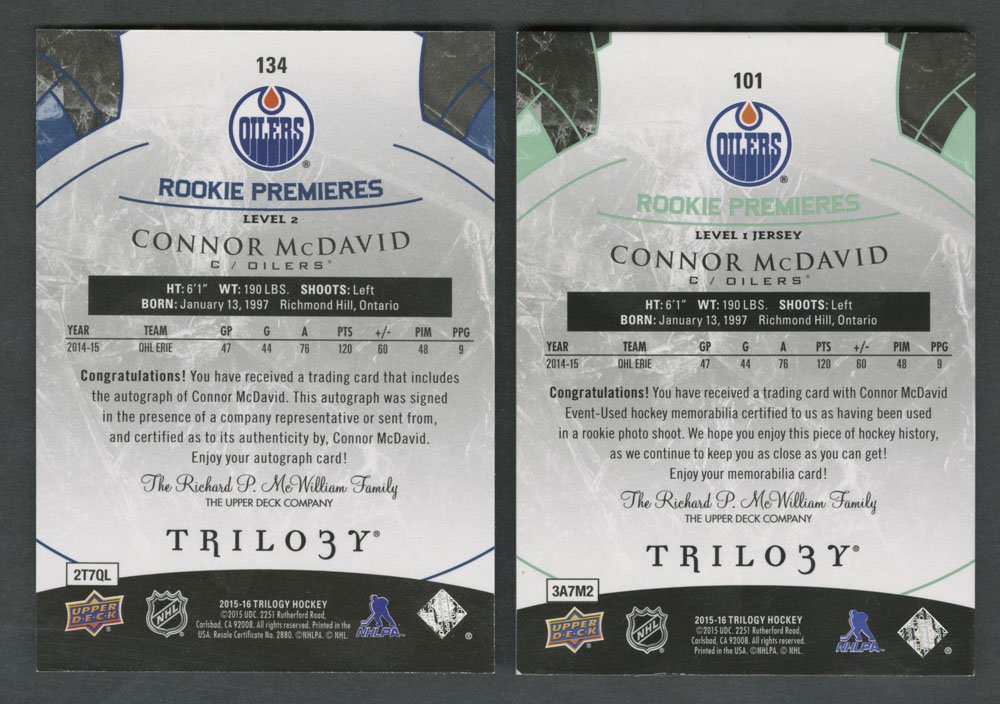 134
OILERS
®
ROOKIE PREMIERES
LEVEL 2
CONNOR McDAVID
C / OILERS®
HT: 6'1" WT: 190 LBS. SHOOTS: Left
BORN: January 13, 1997 Richmond Hill, Ontario
YEAR TEAM GP G A PTS +/- PIM PPG
2014-15 OHL ERIE 47 44 76 120 60 48 9
Congratulations! You have received a trading card that includes
the autograph of Connor McDavid. This autograph was signed
in the presence of a company representative or sent from,
and certified as to its authenticity by, Connor McDavid.
Enjoy your autograph card!
The Richard P. McWilliam Family
THE UPPER DECK COMPANY
TRILO3Y®
2T7QL
UPPER
D·E·C·K
NHL
2015-16 TRILOGY HOCKEY
©2015 UDC. 2251 Rutherford Road,
Carlsbad, CA 92008. All rights reserved. Printed in the
USA. Resale Certificate No. 2880. ©NHLPA. © NHL.
NHLPA
®
101
OILERS
®
ROOKIE PREMIERES
LEVEL 1 JERSEY
CONNOR McDAVID
C / OILERS®
HT: 6'1" WT: 190 LBS. SHOOTS: Left
BORN: January 13, 1997 Richmond Hill, Ontario
YEAR TEAM GP G A PTS +/- PIM PPG
2014-15 OHL ERIE 47 44 76 120 60 48 9
Congratulations! You have received a trading card with Connor McDavid
Event-Used hockey memorabilia certified to us as having been used
in a rookie photo shoot. We hope you enjoy this piece of hockey history,
as we continue to keep you as close as you can get!
Enjoy your memorabilia card!
The Richard P. McWilliam Family
THE UPPER DECK COMPANY
TRILO3Y®
3A7M2
UPPER
D·E·C·K
NHL
2015-16 TRILOGY HOCKEY
©2015 UDC. 2251 Rutherford Road,
Carlsbad, CA 92008. All rights reserved.
Printed in the USA. ©NHLPA. © NHL.
NHLPA
®